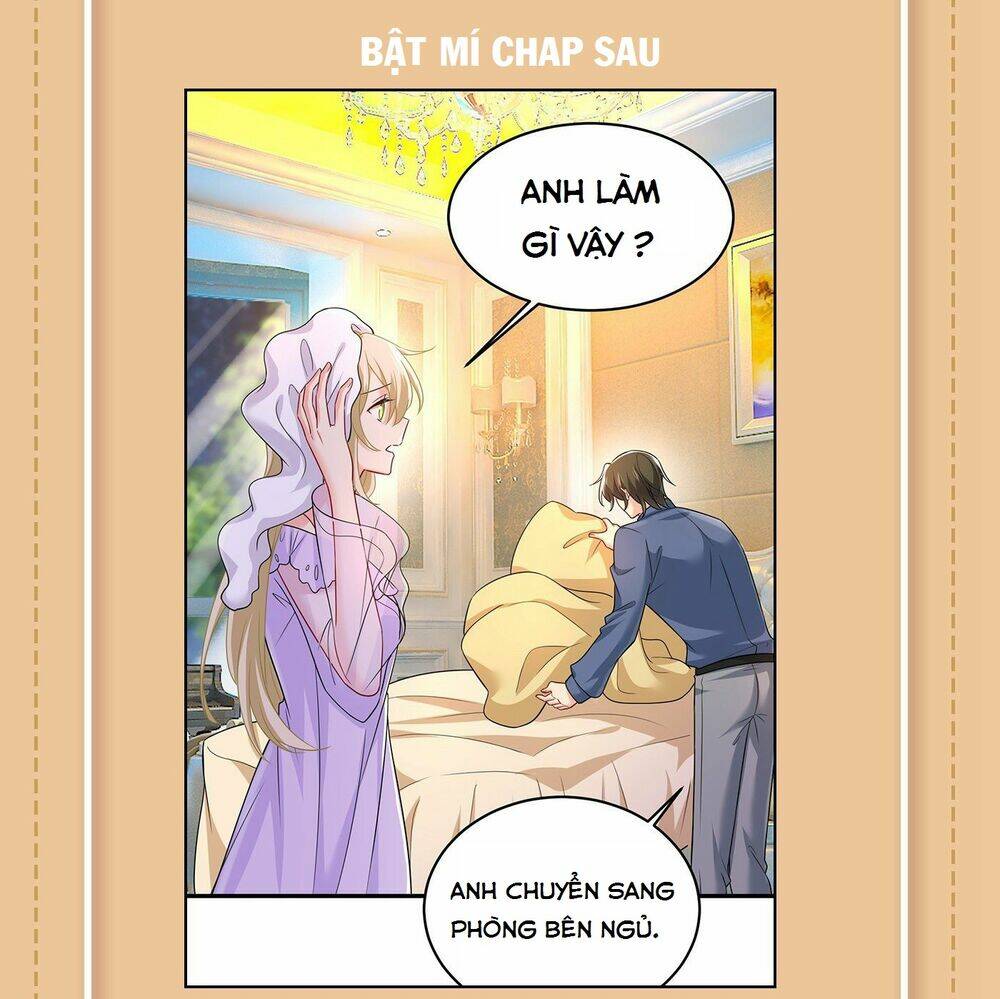 BẬT MÍ CHAP SAU
ANH LÀM
GÌ VẬY ?
ANH CHUYỂN SANG
PHÒNG BÊN NGỦ.